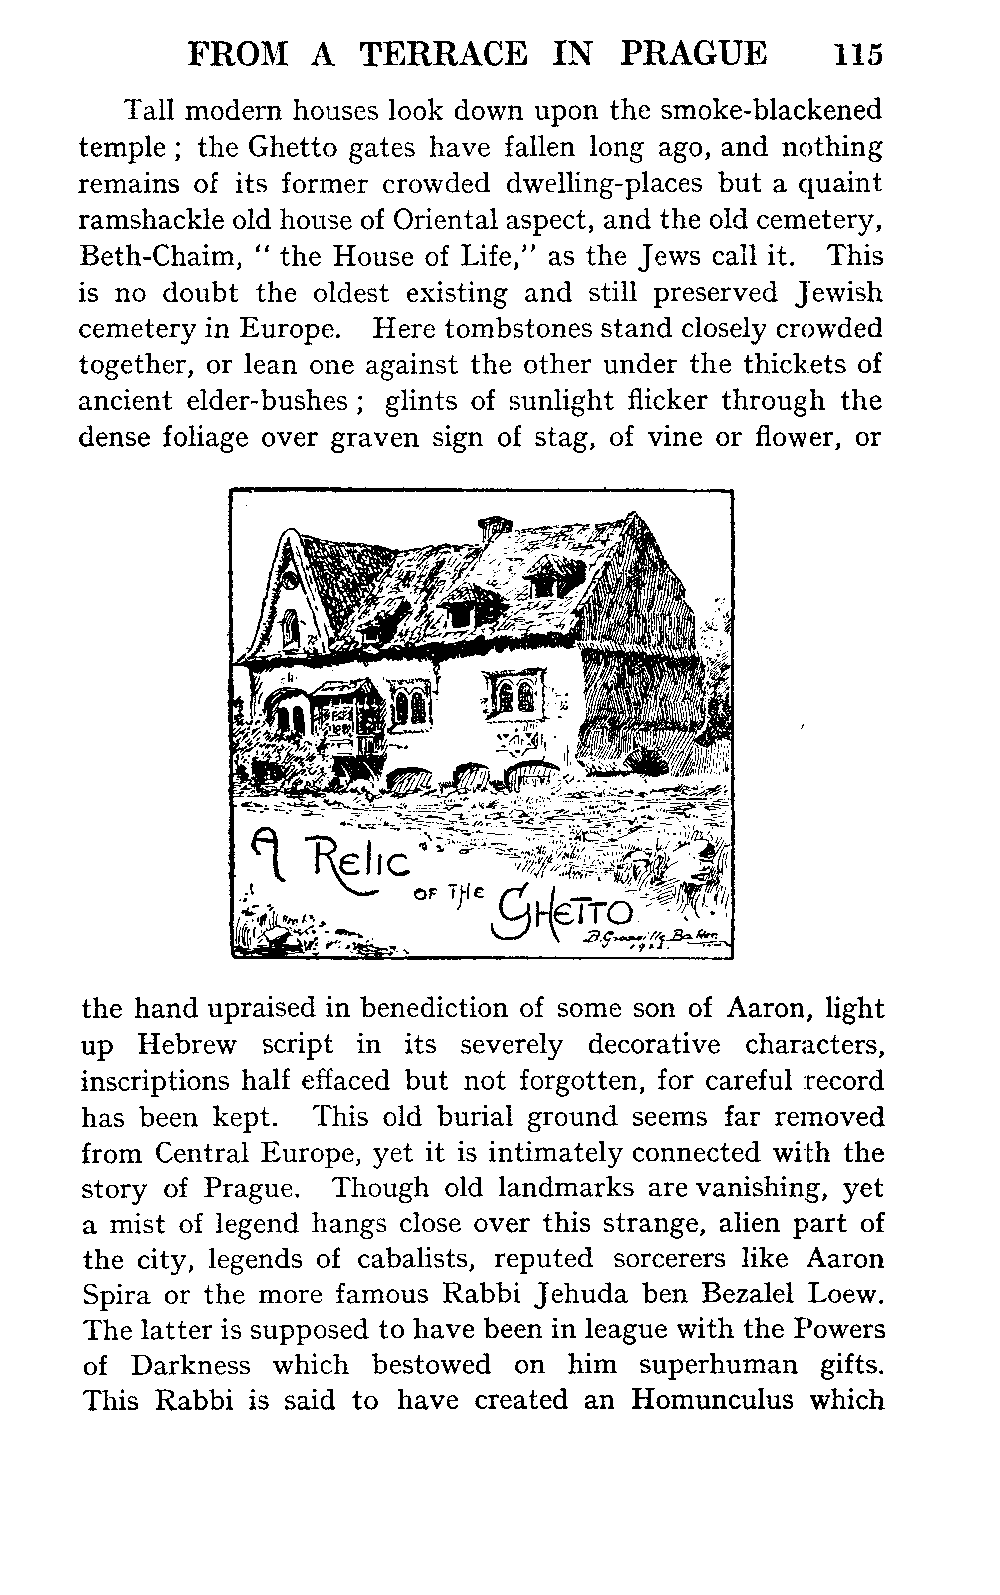 FROM A TERRACE IN PRAGUE 115
Tall modern houses look down upon the smoke-blackened
temple ; the Ghetto gates have fallen long ago, and nothing
remains of its former crowded dwelling-places but a quaint
ramshackle old house of Oriental aspect, and the old cemetery,
Beth-Chaim, " the House of Life," as the Jews call it. This
is no doubt the oldest existing and still preserved Jewish
cemetery in Europe. Here tombstones stand closely crowded
together, or lean one against the other under the thickets of
ancient elder-bushes ; glints of sunlight flicker through the
dense foliage over graven sign of stag, of vine or flower, or
A Relic
OF THE
GHETTO
B. Granville Baker
the hand upraised in benediction of some son of Aaron, light
up Hebrew script in its severely decorative characters,
inscriptions half effaced but not forgotten, for careful record
has been kept. This old burial ground seems far removed
from Central Europe, yet it is intimately connected with the
story of Prague. Though old landmarks are vanishing, yet
a mist of legend hangs close over this strange, alien part of
the city, legends of cabalists, reputed sorcerers like Aaron
Spira or the more famous Rabbi Jehuda ben Bezalel Loew.
The latter is supposed to have been in league with the Powers
of Darkness which bestowed on him superhuman gifts.
This Rabbi is said to have created an Homunculus which